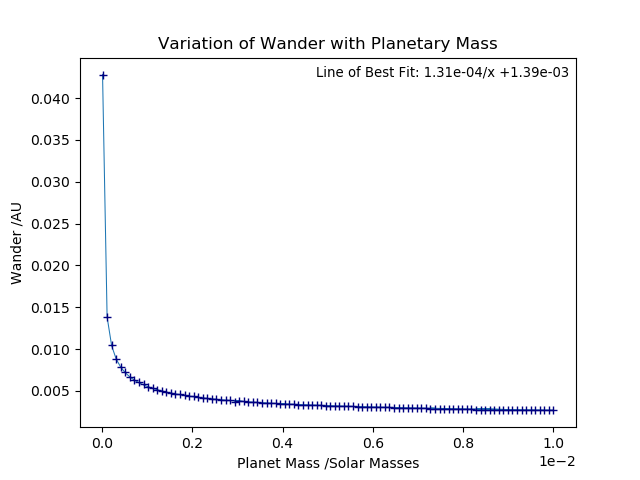 Variation of Wander with Planetary Mass
Line of Best Fit: 1.31e-04/x +1.39e-03
0.040
0.035
0.030
0.025
0.020
0.015
0.010
0.005
Wander /AU
0.0 0.2 0.4 0.6 0.8 1.0
1e−2
Planet Mass /Solar Masses